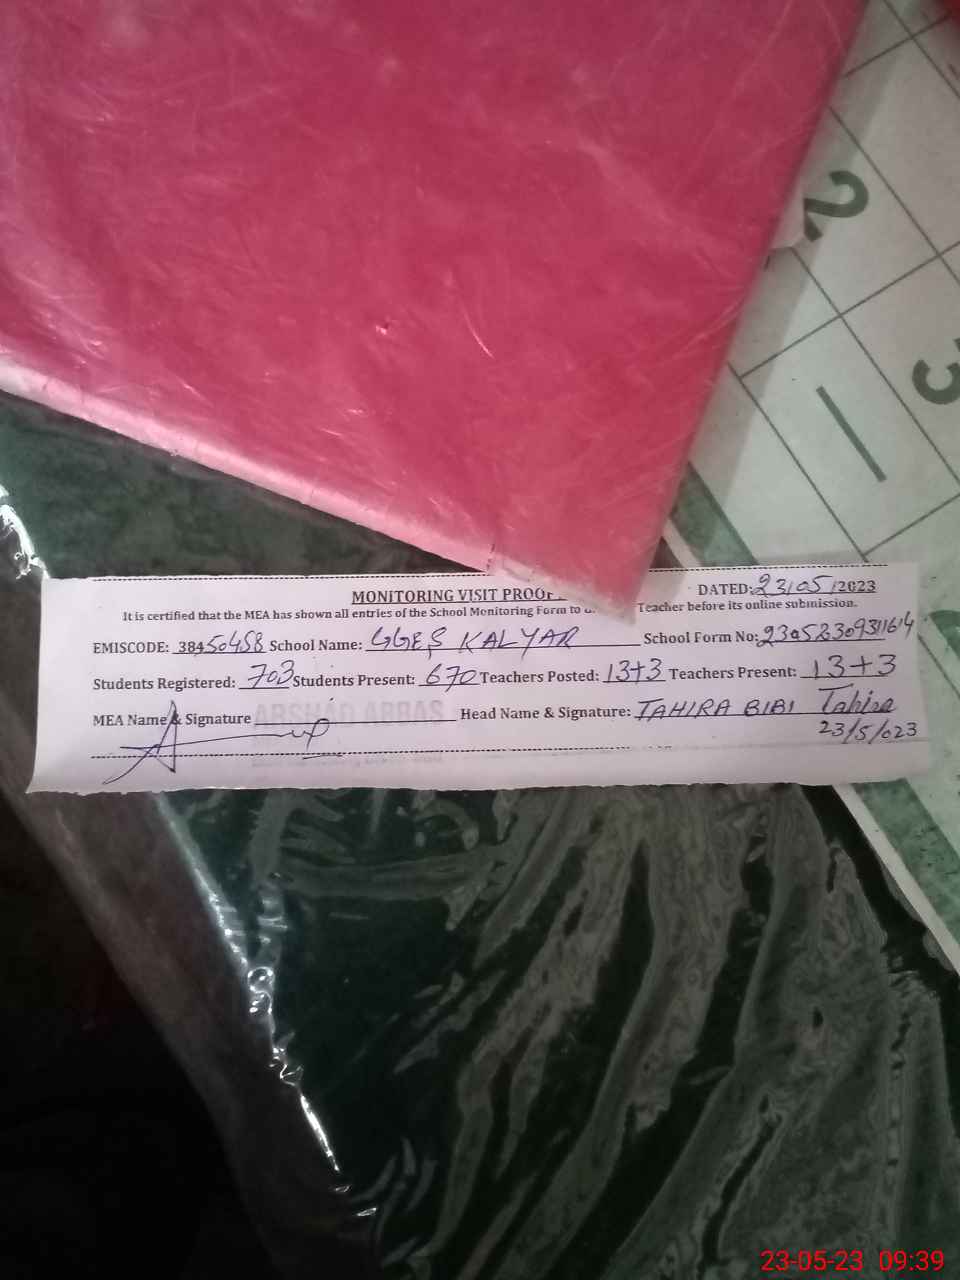 2
3
MONITORING VISIT PROOF
DATED: 23/05/2023
It is certified that the MEA has shown all entries of the School Monitoring Form to Teacher before its online submission.
EMISCODE: 38450458 School Name: GGES KALYAR School Form No: 2305230931164
Students Registered: 703 Students Present: 670 Teachers Posted: 13+3 Teachers Present: 13+3
MEA Name & Signature ARSHAD ABBAS Head Name & Signature: TAHIRA BIBI Tahira
23/5/023
23-05-23 09:39